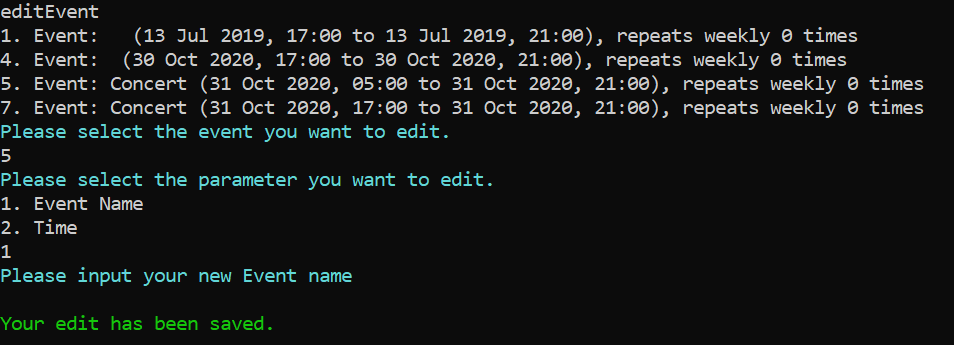 editEvent
1. Event:   (13 Jul 2019, 17:00 to 13 Jul 2019, 21:00), repeats weekly 0 times
4. Event:  (30 Oct 2020, 17:00 to 30 Oct 2020, 21:00), repeats weekly 0 times
5. Event: Concert (31 Oct 2020, 05:00 to 31 Oct 2020, 21:00), repeats weekly 0 times
7. Event: Concert (31 Oct 2020, 17:00 to 31 Oct 2020, 21:00), repeats weekly 0 times
Please select the event you want to edit.
5
Please select the parameter you want to edit.
1. Event Name
2. Time
1
Please input your new Event name
Your edit has been saved.